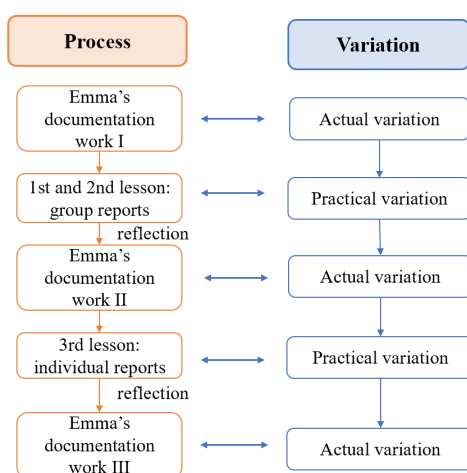 Process
Variation
Emma's
documentation
work I
Actual variation
1st and 2nd lesson:
group reports
Practical variation
reflection
Emma's
documentation
work II
Actual variation
3rd lesson:
individual reports
Practical variation
reflection
Emma's
documentation
work III
Actual variation